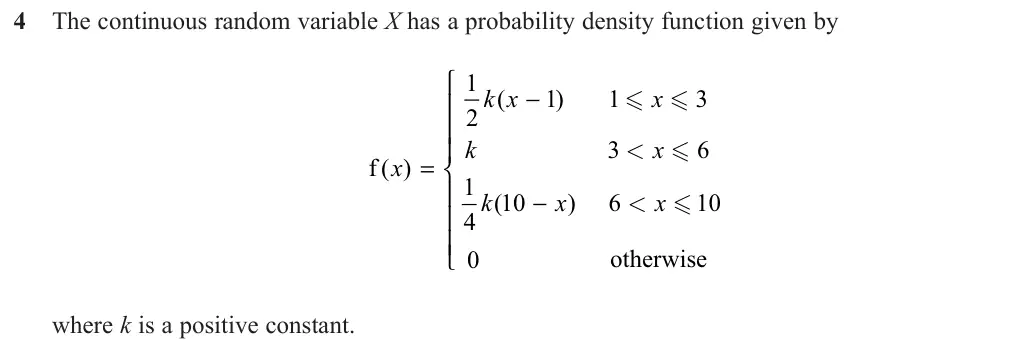 4 The continuous random variable X has a probability density function given by
1/2 k(x − 1) 1 ⩽ x ⩽ 3
k 3 < x ⩽ 6
f(x) =
1/4 k(10 − x) 6 < x ⩽ 10
0 otherwise
where k is a positive constant.